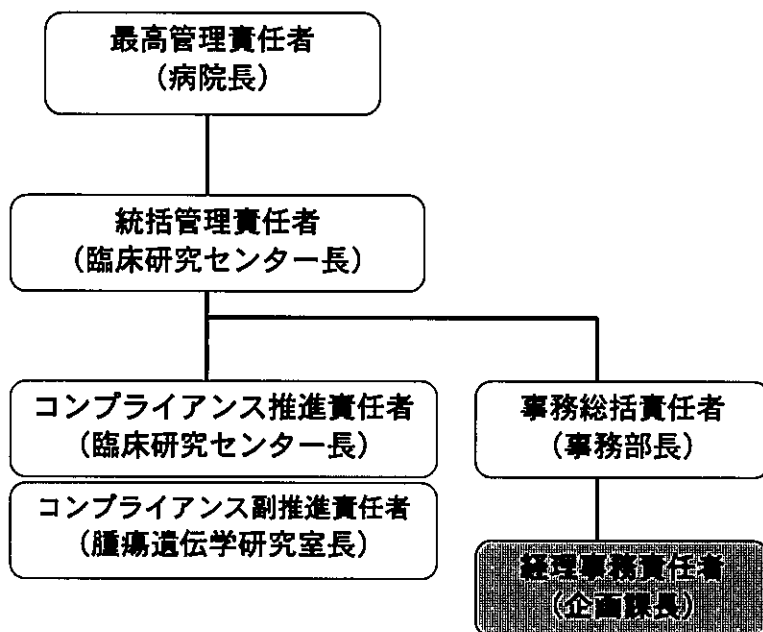 最高管理責任者
（病院長）
統括管理責任者
（臨床研究センター長）
コンプライアンス推進責任者
（臨床研究センター長）
コンプライアンス副推進責任者
（腫瘍遺伝学研究室長）
事務総括責任者
（事務部長）
経理事務責任者
（企画課長）